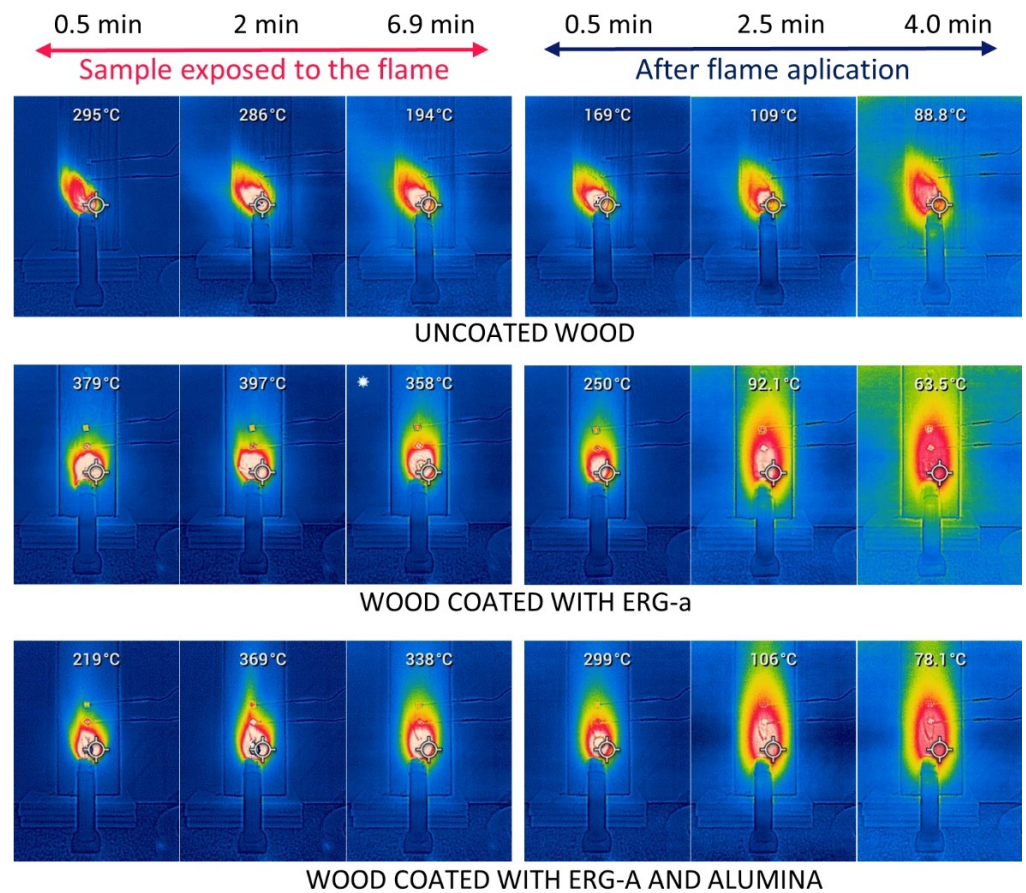 0.5 min 2 min 6.9 min 0.5 min 2.5 min 4.0 min
Sample exposed to the flame After flame aplication
295°C 286°C 194°C 169°C 109°C 88.8°C
UNCOATED WOOD
379°C 397°C 358°C 250°C 92.1°C 63.5°C
WOOD COATED WITH ERG-a
219°C 369°C 338°C 299°C 106°C 78.1°C
WOOD COATED WITH ERG-A AND ALUMINA